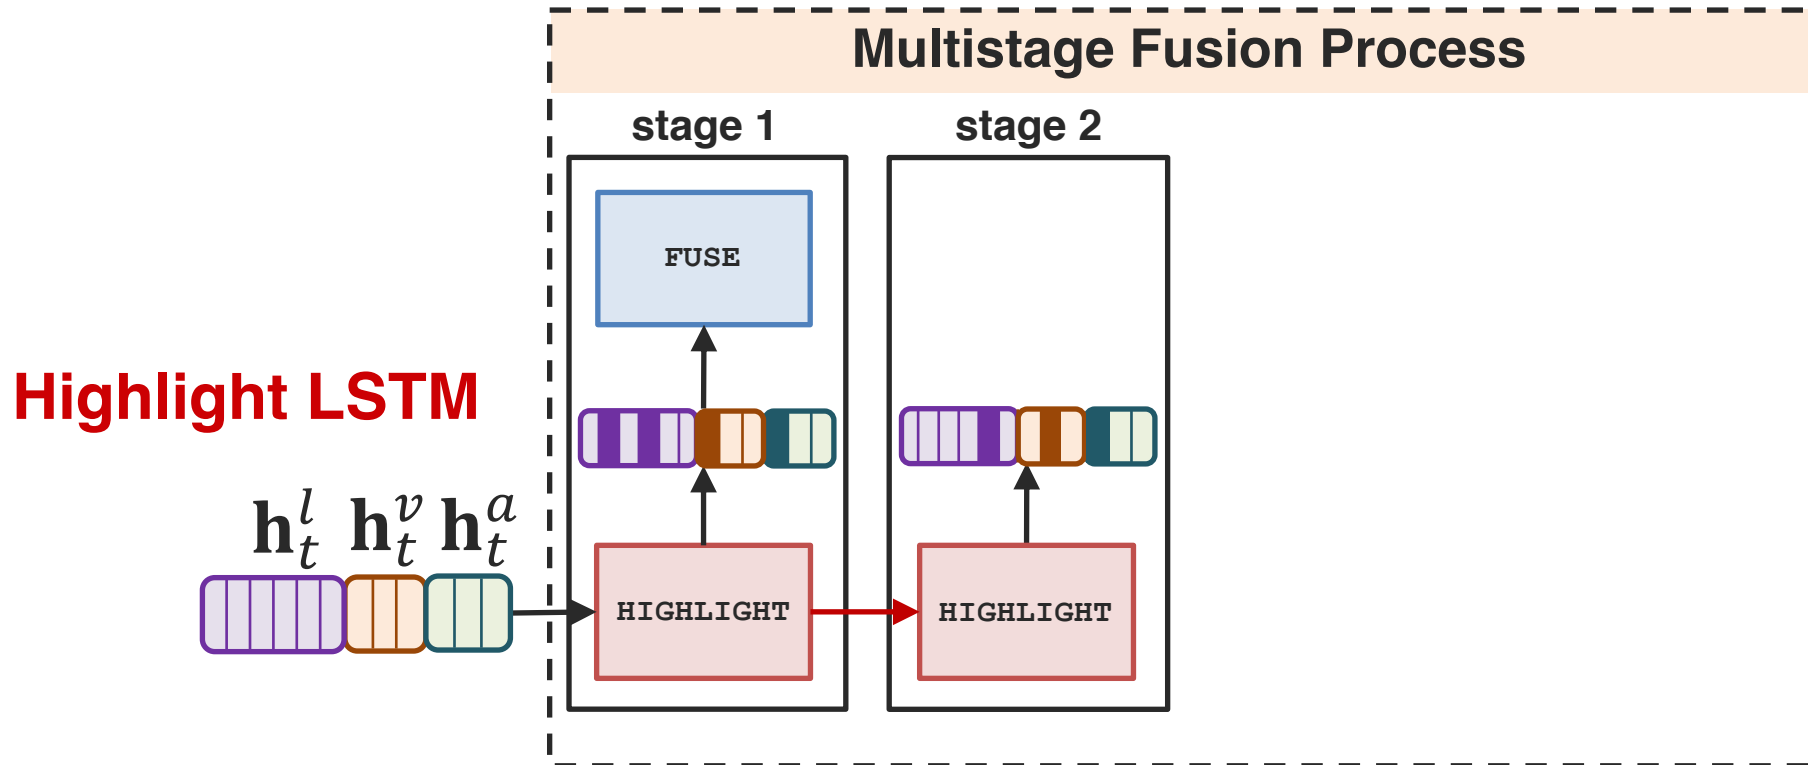 Multistage Fusion Process
stage 1 stage 2
FUSE
Highlight LSTM
h_t^l h_t^v h_t^a
HIGHLIGHT HIGHLIGHT